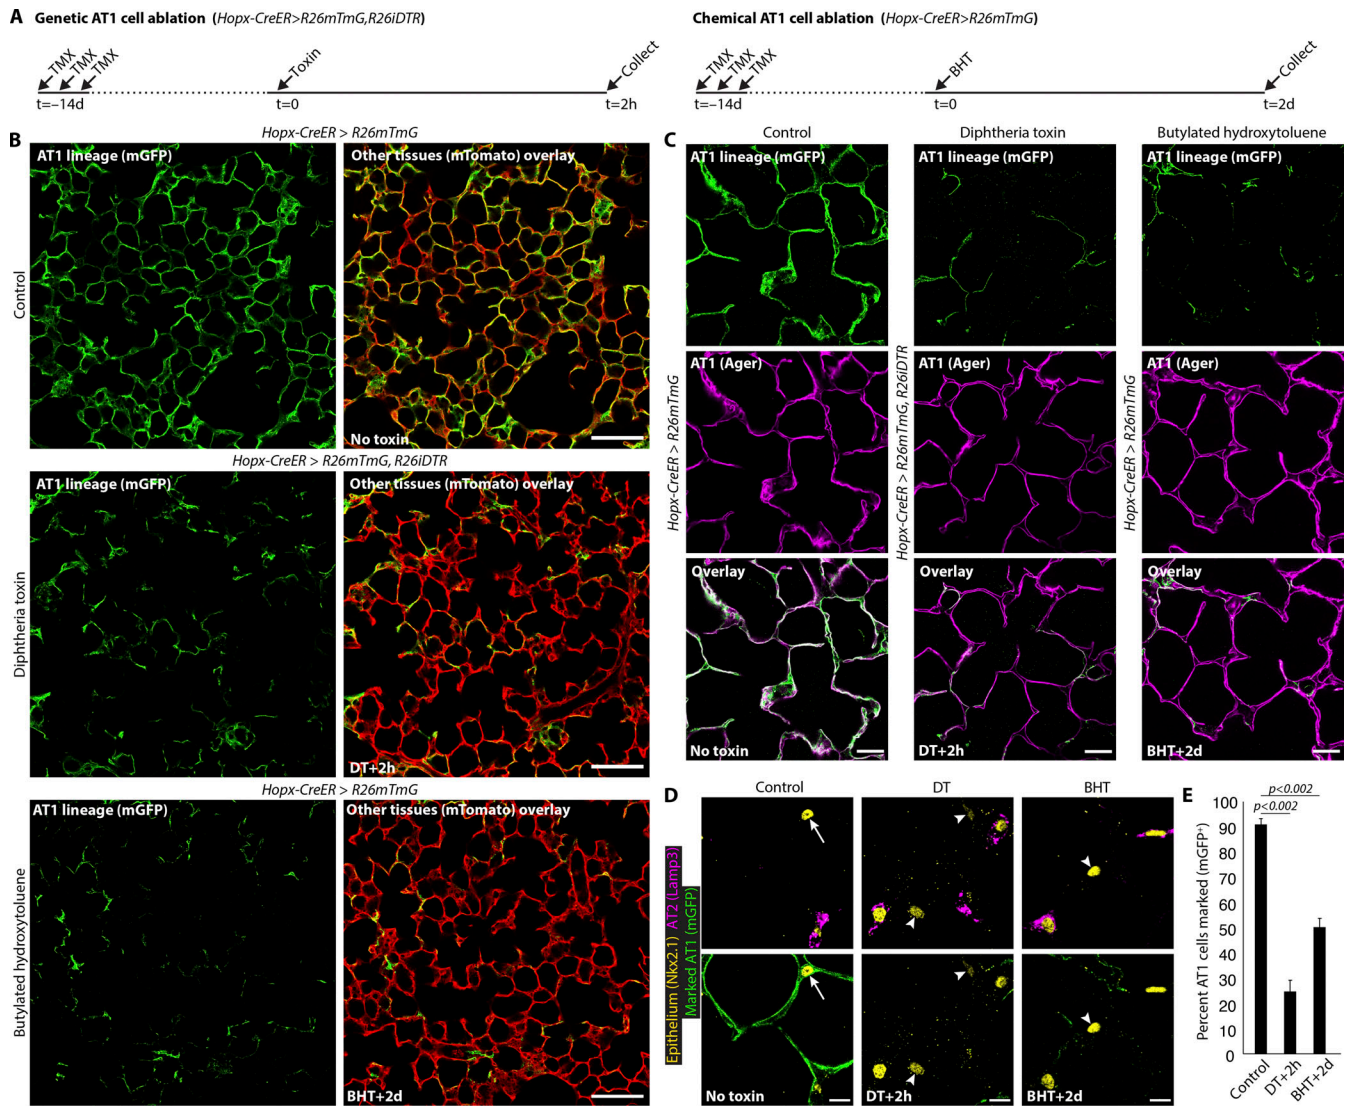 A Genetic AT1 cell ablation (Hopx-CreER>R26mTmG,R26iDTR)
TMX
TMX
TMX
Toxin
Collect
t=–14d
t=0
t=2h
Chemical AT1 cell ablation (Hopx-CreER>R26mTmG)
TMX
TMX
TMX
BHT
Collect
t=–14d
t=0
t=2d
B
Hopx-CreER > R26mTmG
Control
AT1 lineage (mGFP)
Other tissues (mTomato) overlay
No toxin
Hopx-CreER > R26mTmG, R26iDTR
Diphtheria toxin
AT1 lineage (mGFP)
Other tissues (mTomato) overlay
DT+2h
Hopx-CreER > R26mTmG
Butylated hydroxytoluene
AT1 lineage (mGFP)
Other tissues (mTomato) overlay
BHT+2d
C
Control
Diphtheria toxin
Butylated hydroxytoluene
AT1 lineage (mGFP)
AT1 lineage (mGFP)
AT1 lineage (mGFP)
Hopx-CreER > R26mTmG
AT1 (Ager)
Hopx-CreER > R26mTmG, R26iDTR
AT1 (Ager)
Hopx-CreER > R26mTmG
AT1 (Ager)
Overlay
Overlay
Overlay
No toxin
DT+2h
BHT+2d
D
Control
DT
BHT
Epithelium (Nkx2.1) AT2 (Lamp3)
Marked AT1 (mGFP)
No toxin
DT+2h
BHT+2d
E
p<0.002
p<0.002
Percent AT1 cells marked (mGFP+)
100
90
80
70
60
50
40
30
20
10
0
Control
DT+2h
BHT+2d